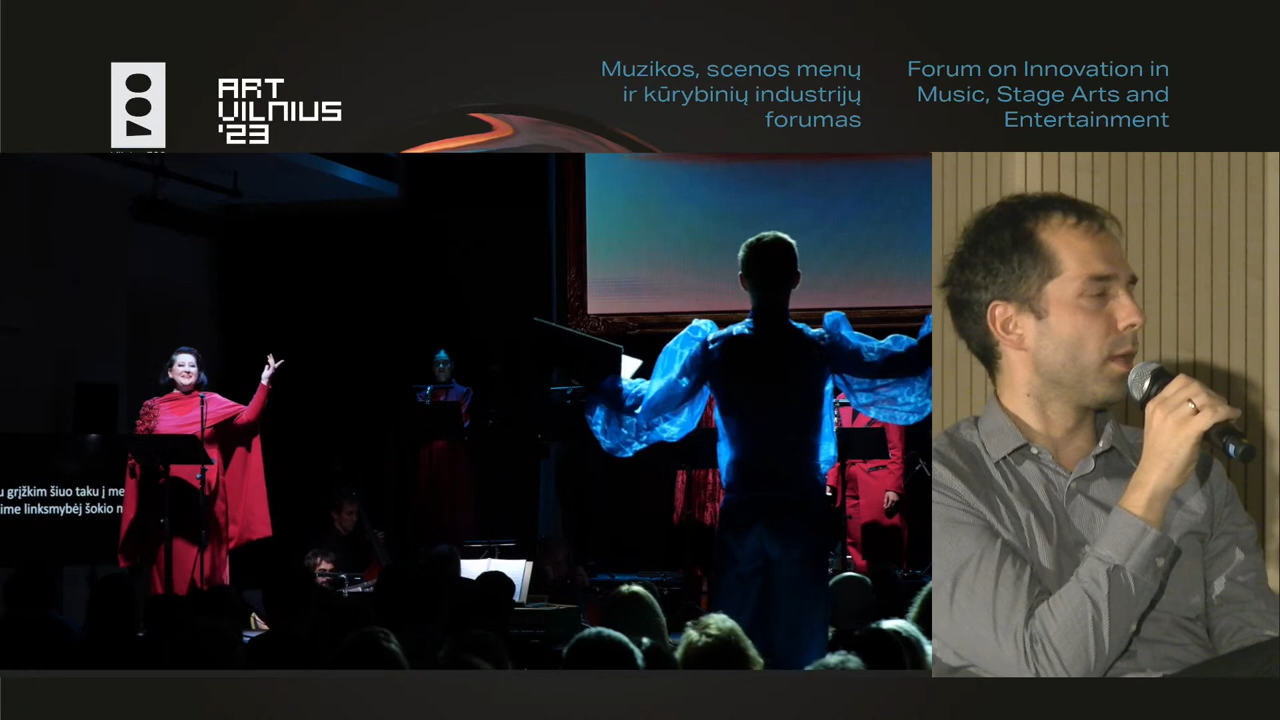 ART
VILNIUS
'23
Muzikos, scenos menų
ir kūrybinių industrijų
forumas
Forum on Innovation in
Music, Stage Arts and
Entertainment
u grįžkim šiuo taku į me
ime linksmybėj šokio